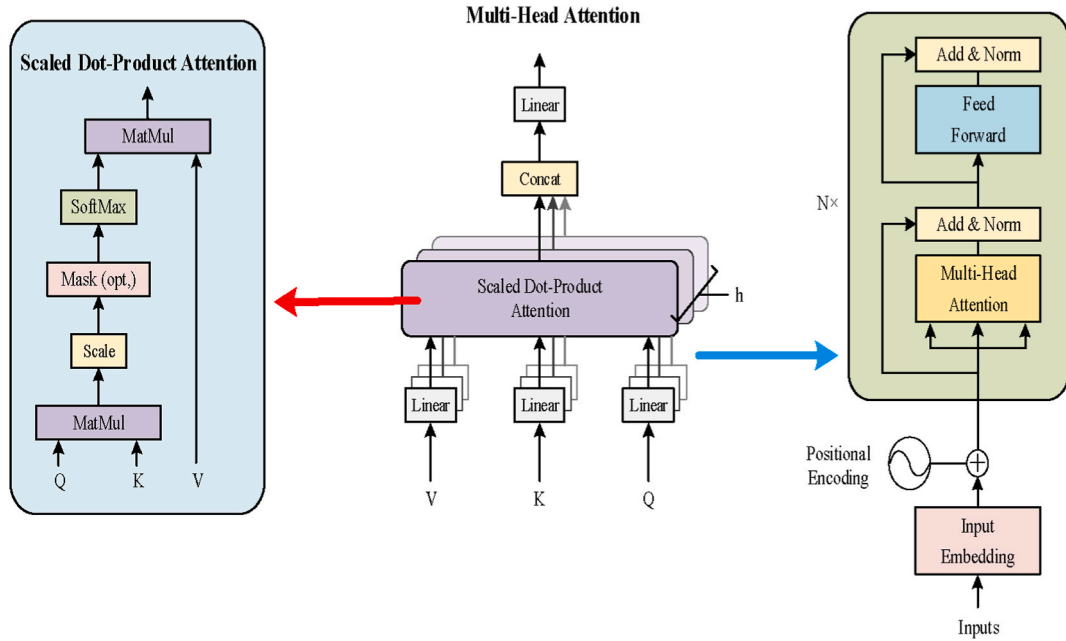 Scaled Dot-Product Attention
MatMul
SoftMax
Mask (opt,)
Scale
MatMul
Q K V
Multi-Head Attention
Linear
Concat
Scaled Dot-Product
Attention
h
Linear Linear Linear
V K Q
Add & Norm
Feed
Forward
N×
Add & Norm
Multi-Head
Attention
Positional
Encoding
Input
Embedding
Inputs